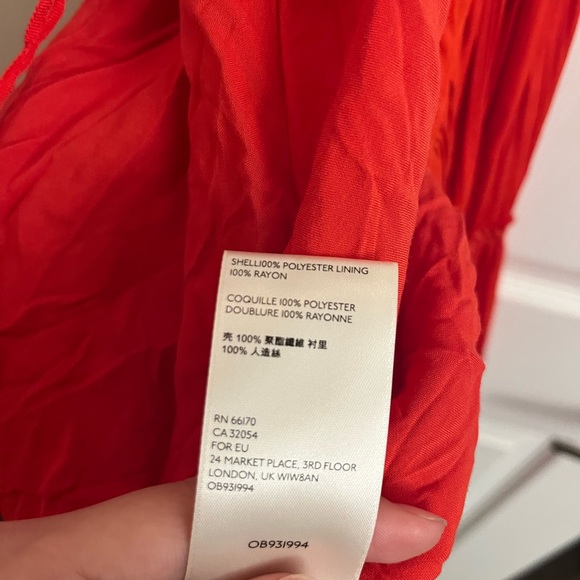 SHELL100% POLYESTER LINING
100% RAYON
COQUILLE 100% POLYESTER
DOUBLURE 100% RAYONNE
壳 100% 聚酯纖維 衬里
100% 人造絲
RN 66170
CA 32054
FOR EU
24 MARKET PLACE, 3RD FLOOR
LONDON, UK W1W8AN
OB931994
OB931994